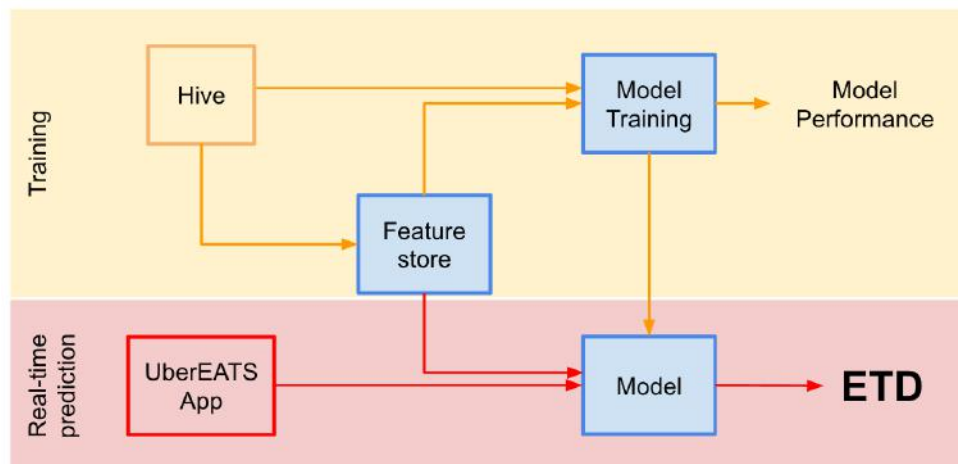 Training
Hive
Model
Training
Model
Performance
Feature
store
Real-time
prediction
UberEATS
App
Model
ETD